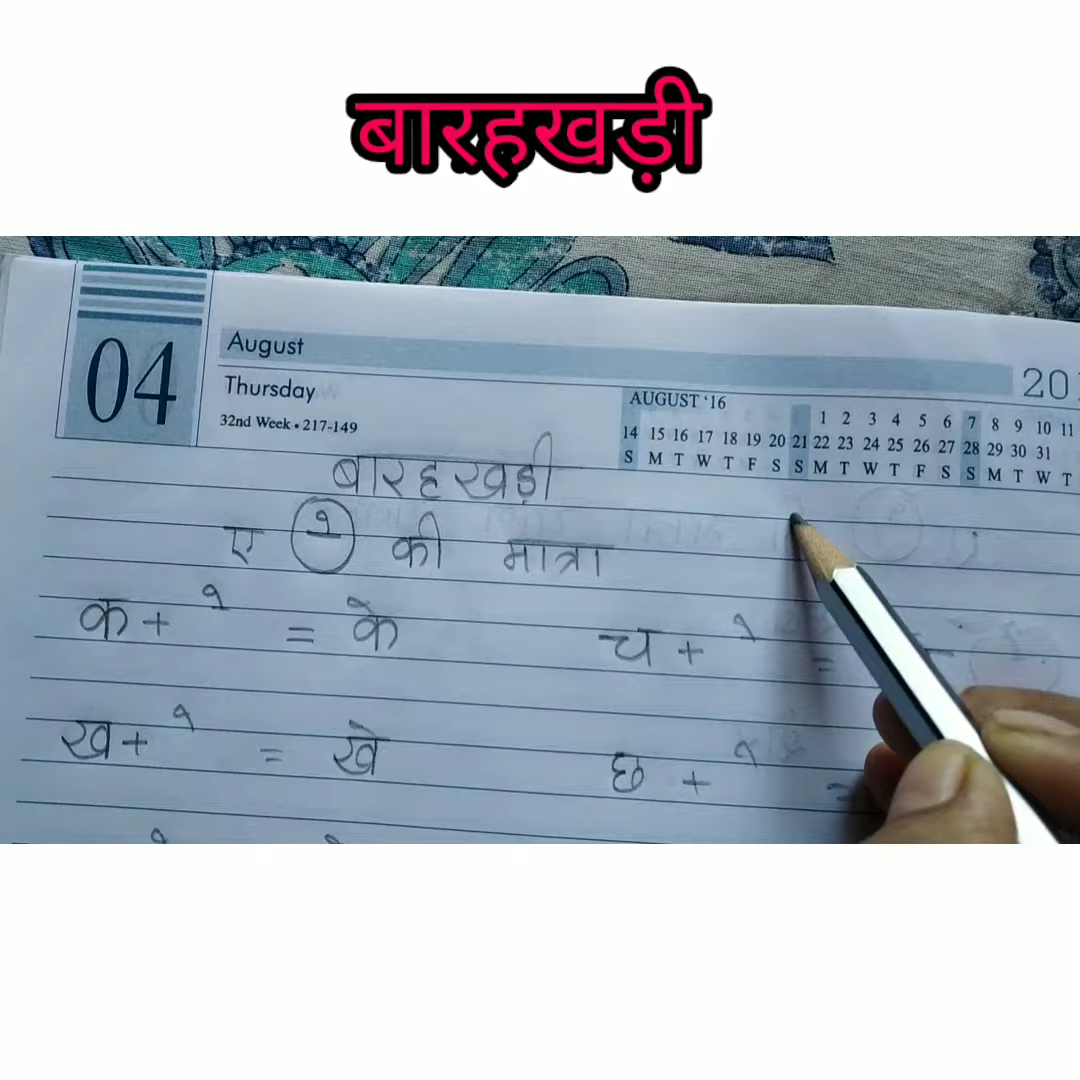 बारहखड़ी
04
August
Thursday
32nd Week • 217-149
AUGUST '16
1 2 3 4 5 6 7 8 9 10 11
14 15 16 17 18 19 20 21 22 23 24 25 26 27 28 29 30 31
S M T W T F S S M T W T F S S M T W T
बारहखड़ी
ए े की मात्रा
क + े = के
च + े =
ख + े = खे
छ + े =